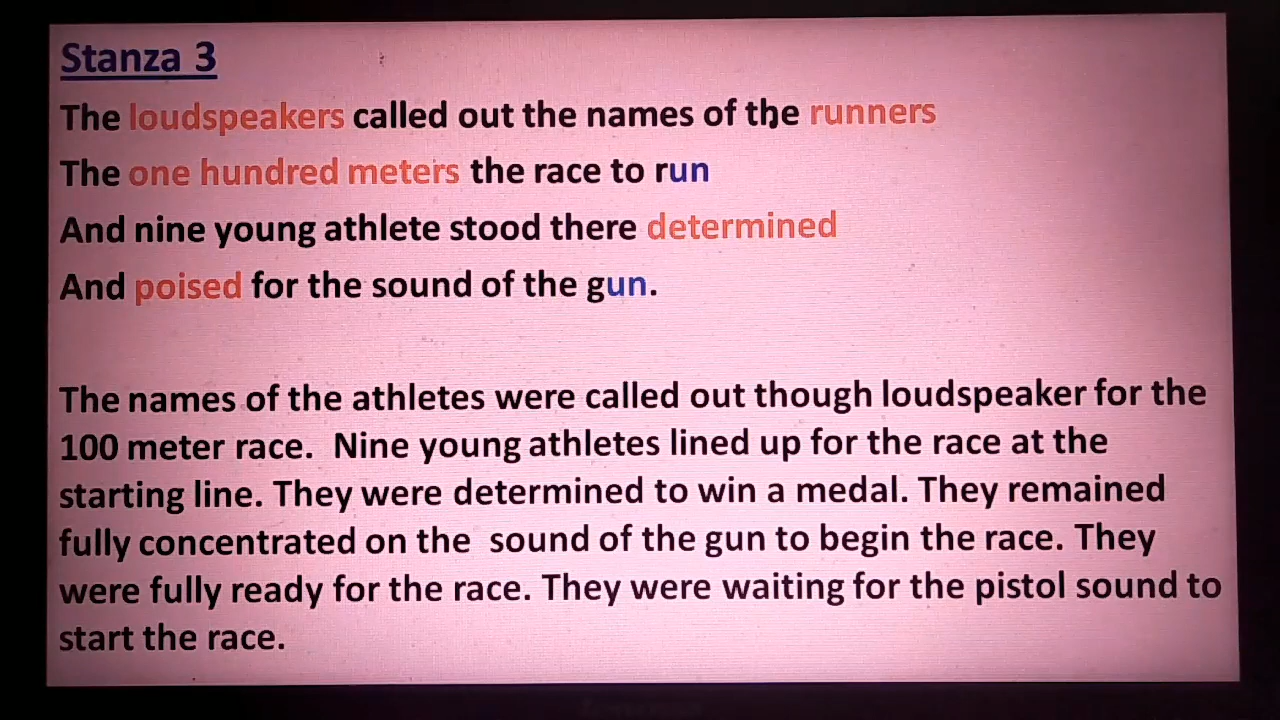 Stanza 3
The loudspeakers called out the names of the runners
The one hundred meters the race to run
And nine young athlete stood there determined
And poised for the sound of the gun.
The names of the athletes were called out though loudspeaker for the
100 meter race. Nine young athletes lined up for the race at the
starting line. They were determined to win a medal. They remained
fully concentrated on the sound of the gun to begin the race. They
were fully ready for the race. They were waiting for the pistol sound to
start the race.